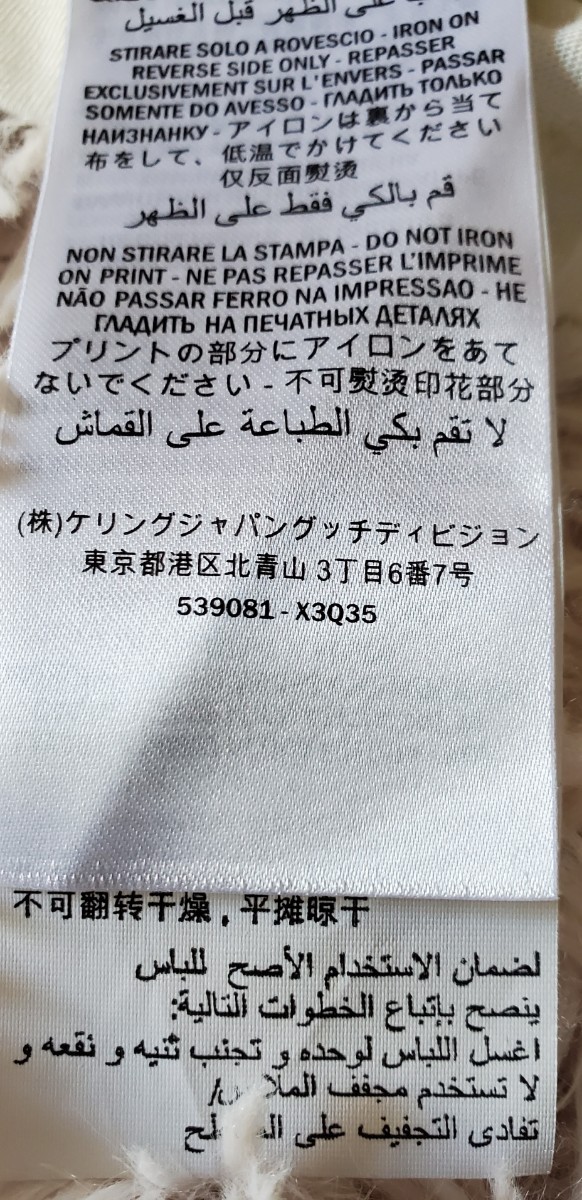 على الظهر قبل الغسيل
STIRARE SOLO A ROVESCIO - IRON ON
REVERSE SIDE ONLY - REPASSER
EXCLUSIVEMENT SUR L'ENVERS - PASSAR
SOMENTE DO AVESSO - ГЛАДИТЬ ТОЛЬКО
НАИЗНАНКУ - アイロンは裏から当て
布をして、低温でかけてください
仅反面熨烫
قم بالكي فقط على الظهر
NON STIRARE LA STAMPA - DO NOT IRON
ON PRINT - NE PAS REPASSER L'IMPRIME
NÃO PASSAR FERRO NA IMPRESSAO - НЕ
ГЛАДИТЬ НА ПЕЧАТНЫХ ДЕТАЛЯХ
プリントの部分にアイロンをあて
ないでください - 不可熨烫印花部分
لا تقم بكي الطباعة على القماش
(株)ケリングジャパングッチディビジョン
東京都港区北青山 3丁目6番7号
539081 - X3Q35
不可翻转干燥，平摊晾干
لضمان الاستخدام الأصح للباس
ينصح بإتباع الخطوات التالية:
اغسل اللباس لوحده و تجنب ثنيه و نقعه و
لا تستخدم مجفف
تفادى التجفيف على